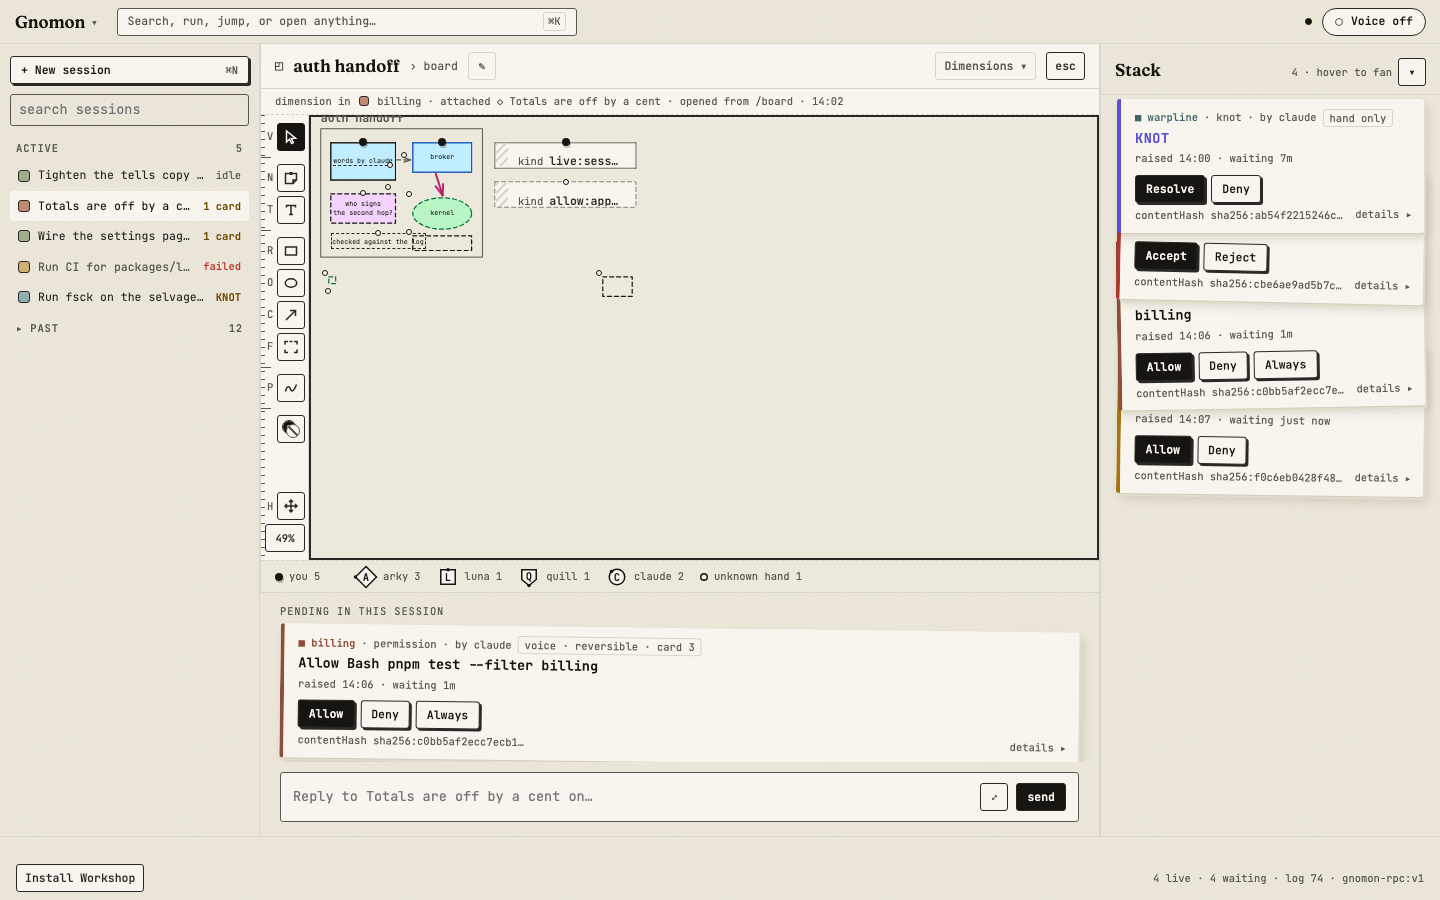 Gnomon ▾
Search, run, jump, or open anything… ⌘K
Voice off
+ New session ⌘N
search sessions
ACTIVE 5
Tighten the tells copy … idle
Totals are off by a c… 1 card
Wire the settings pag… 1 card
Run CI for packages/l… failed
Run fsck on the selvage… KNOT
▸ PAST 12
auth handoff › board ✎
Dimensions ▾ esc
dimension in billing · attached ◇ Totals are off by a cent · opened from /board · 14:02
V
N
T
R
O
C
F
P
H
49%
auth handoff
words by claude
broker
who signs
the second hop?
kernel
checked against the log
kind live:sess…
kind allow:app…
you 5 A arky 3 L luna 1 Q quill 1 C claude 2 unknown hand 1
PENDING IN THIS SESSION
■ billing · permission · by claude voice · reversible · card 3
Allow Bash pnpm test --filter billing
raised 14:06 · waiting 1m
Allow Deny Always
contentHash sha256:c0bb5af2ecc7ecb1…
details ▸
Reply to Totals are off by a cent on…
⤢ send
Stack 4 · hover to fan ▾
■ warpline · knot · by claude hand only
KNOT
raised 14:00 · waiting 7m
Resolve Deny
contentHash sha256:ab54f2215246c… details ▸
Accept Reject
contentHash sha256:cbe6ae9ad5b7c… details ▸
billing
raised 14:06 · waiting 1m
Allow Deny Always
contentHash sha256:c0bb5af2ecc7e… details ▸
raised 14:07 · waiting just now
Allow Deny
contentHash sha256:f0c6eb0428f48… details ▸
Install Workshop
4 live · 4 waiting · log 74 · gnomon-rpc:v1